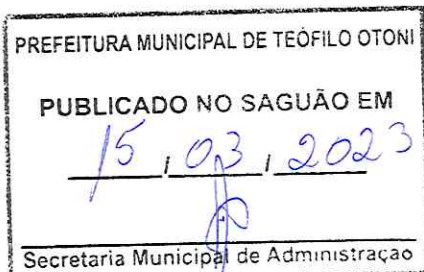 PREFEITURA MUNICIPAL DE TEÓFILO OTONI
PUBLICADO NO SAGUÃO EM
15 / 03 / 2023
Secretaria Municipal de Administração